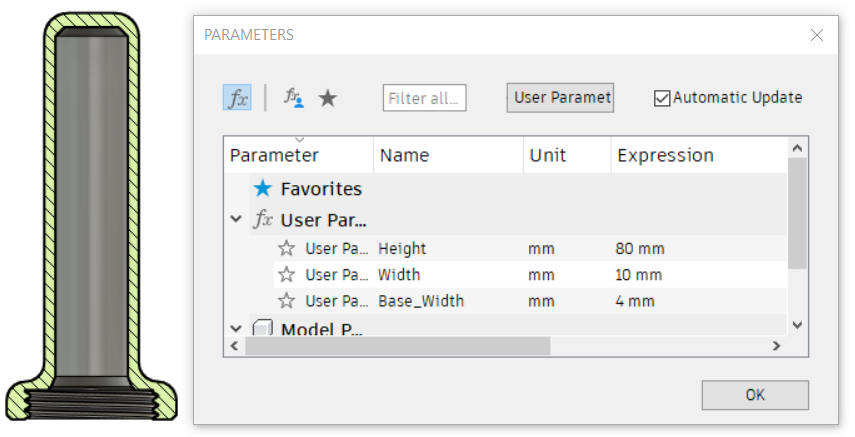 PARAMETERS
fx fx Filter all... User Paramet Automatic Update
Parameter Name Unit Expression
Favorites
fx User Par...
User Pa... Height mm 80 mm
User Pa... Width mm 10 mm
User Pa... Base_Width mm 4 mm
Model P...
OK